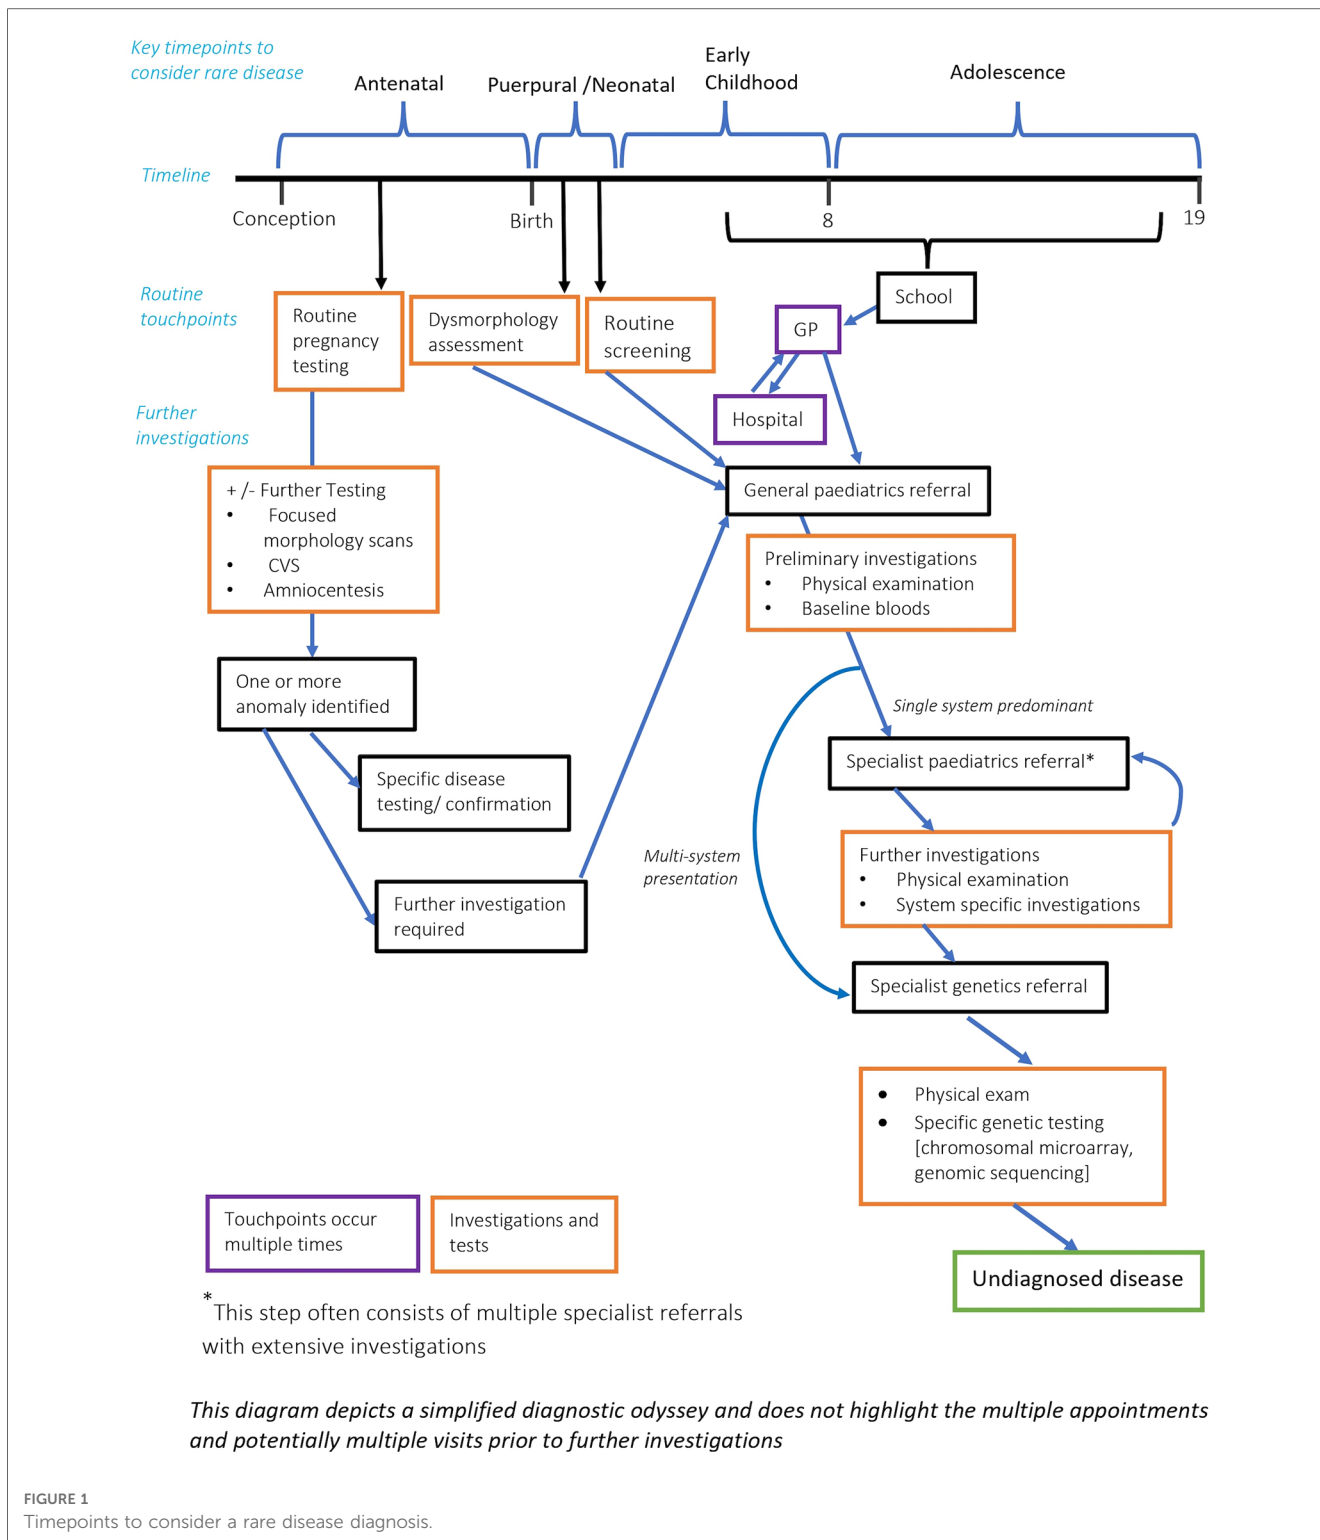 Key timepoints to
consider rare disease
Antenatal
Puerpural /Neonatal
Early
Childhood
Adolescence
Timeline
Conception
Birth
8
19
Routine
touchpoints
Routine
pregnancy
testing
Dysmorphology
assessment
Routine
screening
GP
School
Hospital
Further
investigations
+ /- Further Testing
• Focused
morphology scans
• CVS
• Amniocentesis
General paediatrics referral
Preliminary investigations
• Physical examination
• Baseline bloods
One or more
anomaly identified
Single system predominant
Specific disease
testing/ confirmation
Specialist paediatrics referral*
Multi-system
presentation
Further investigations
• Physical examination
• System specific investigations
Further investigation
required
Specialist genetics referral
● Physical exam
● Specific genetic testing
[chromosomal microarray,
genomic sequencing]
Touchpoints occur
multiple times
Investigations and
tests
Undiagnosed disease
*This step often consists of multiple specialist referrals
with extensive investigations
This diagram depicts a simplified diagnostic odyssey and does not highlight the multiple appointments
and potentially multiple visits prior to further investigations
FIGURE 1
Timepoints to consider a rare disease diagnosis.